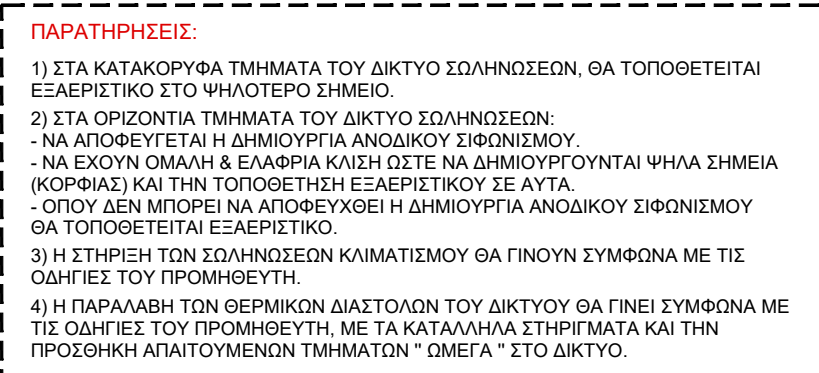 ΠΑΡΑΤΗΡΗΣΕΙΣ:
1) ΣΤΑ ΚΑΤΑΚΟΡΥΦΑ ΤΜΗΜΑΤΑ ΤΟΥ ΔΙΚΤΥΟ ΣΩΛΗΝΩΣΕΩΝ, ΘΑ ΤΟΠΟΘΕΤΕΙΤΑΙ
ΕΞΑΕΡΙΣΤΙΚΟ ΣΤΟ ΨΗΛΟΤΕΡΟ ΣΗΜΕΙΟ.
2) ΣΤΑ ΟΡΙΖΟΝΤΙΑ ΤΜΗΜΑΤΑ ΤΟΥ ΔΙΚΤΥΟ ΣΩΛΗΝΩΣΕΩΝ:
- ΝΑ ΑΠΟΦΕΥΓΕΤΑΙ Η ΔΗΜΙΟΥΡΓΙΑ ΑΝΟΔΙΚΟΥ ΣΙΦΩΝΙΣΜΟΥ.
- ΝΑ ΕΧΟΥΝ ΟΜΑΛΗ & ΕΛΑΦΡΙΑ ΚΛΙΣΗ ΩΣΤΕ ΝΑ ΔΗΜΙΟΥΡΓΟΥΝΤΑΙ ΨΗΛΑ ΣΗΜΕΙΑ
(ΚΟΡΦΙΑΣ) ΚΑΙ ΤΗΝ ΤΟΠΟΘΕΤΗΣΗ ΕΞΑΕΡΙΣΤΙΚΟΥ ΣΕ ΑΥΤΑ.
- ΟΠΟΥ ΔΕΝ ΜΠΟΡΕΙ ΝΑ ΑΠΟΦΕΥΧΘΕΙ Η ΔΗΜΙΟΥΡΓΙΑ ΑΝΟΔΙΚΟΥ ΣΙΦΩΝΙΣΜΟΥ
ΘΑ ΤΟΠΟΘΕΤΕΙΤΑΙ ΕΞΑΕΡΙΣΤΙΚΟ.
3) Η ΣΤΗΡΙΞΗ ΤΩΝ ΣΩΛΗΝΩΣΕΩΝ ΚΛΙΜΑΤΙΣΜΟΥ ΘΑ ΓΙΝΟΥΝ ΣΥΜΦΩΝΑ ΜΕ ΤΙΣ
ΟΔΗΓΙΕΣ ΤΟΥ ΠΡΟΜΗΘΕΥΤΗ.
4) Η ΠΑΡΑΛΑΒΗ ΤΩΝ ΘΕΡΜΙΚΩΝ ΔΙΑΣΤΟΛΩΝ ΤΟΥ ΔΙΚΤΥΟΥ ΘΑ ΓΙΝΕΙ ΣΥΜΦΩΝΑ ΜΕ
ΤΙΣ ΟΔΗΓΙΕΣ ΤΟΥ ΠΡΟΜΗΘΕΥΤΗ, ΜΕ ΤΑ ΚΑΤΑΛΛΗΛΑ ΣΤΗΡΙΓΜΑΤΑ ΚΑΙ ΤΗΝ
ΠΡΟΣΘΗΚΗ ΑΠΑΙΤΟΥΜΕΝΩΝ ΤΜΗΜΑΤΩΝ " ΩΜΕΓΑ " ΣΤΟ ΔΙΚΤΥΟ.